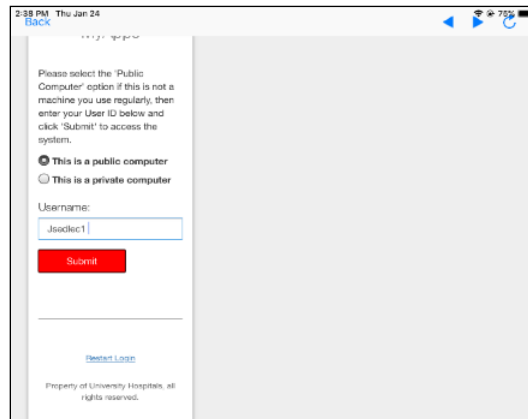 2:38 PM Thu Jan 24
75%
Back
MyApps
Please select the 'Public
Computer' option if this is not a
machine you use regularly, then
enter your User ID below and
click 'Submit' to access the
system.
This is a public computer
This is a private computer
Username:
Jsedlec1
Submit
Restart Login
Property of University Hospitals, all
rights reserved.